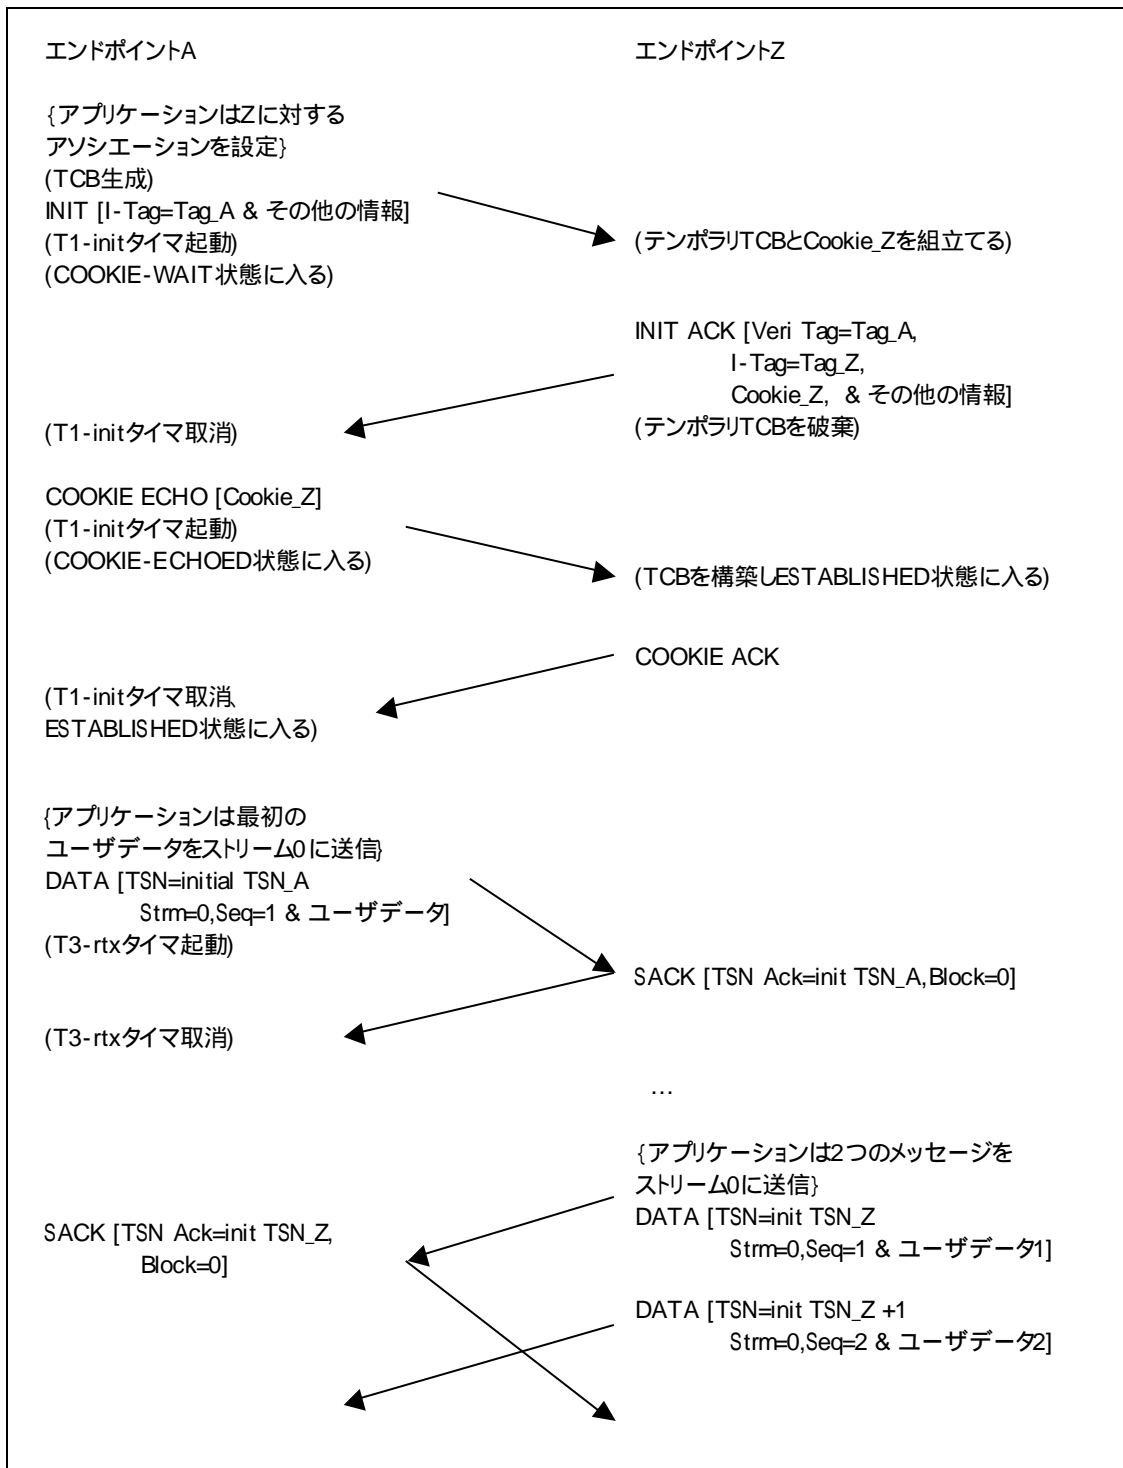 エンドポイントA
エンドポイントZ
{アプリケーションはZに対する
アソシエーションを設定}
(TCB生成)
INIT [I-Tag=Tag_A & その他の情報]
(T1-initタイマ起動)
(テンポラリTCBとCookie_Zを組立てる)
(COOKIE-WAIT状態に入る)
INIT ACK [Veri Tag=Tag_A,
I-Tag=Tag_Z,
Cookie_Z, & その他の情報]
(T1-initタイマ取消)
(テンポラリTCBを破棄)
COOKIE ECHO [Cookie_Z]
(T1-initタイマ起動)
(COOKIE-ECHOED状態に入る)
(TCBを構築しESTABLISHED状態に入る)
COOKIE ACK
(T1-initタイマ取消、
ESTABLISHED状態に入る)
{アプリケーションは最初の
ユーザデータをストリーム0に送信}
DATA [TSN=initial TSN_A
Strm=0,Seq=1 & ユーザデータ]
(T3-rtxタイマ起動)
SACK [TSN Ack=init TSN_A,Block=0]
(T3-rtxタイマ取消)
…
{アプリケーションは2つのメッセージを
ストリーム0に送信}
DATA [TSN=init TSN_Z
Strm=0,Seq=1 & ユーザデータ1]
SACK [TSN Ack=init TSN_Z,
Block=0]
DATA [TSN=init TSN_Z +1
Strm=0,Seq=2 & ユーザデータ2]